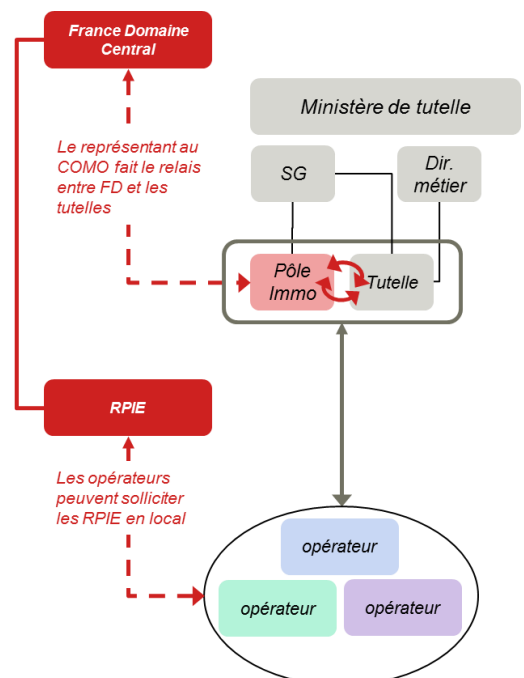 France Domaine
Central
Ministère de tutelle
Le représentant au
COMO fait le relais
entre FD et les
tutelles
SG
Dir.
métier
Pôle
Immo
Tutelle
RPIE
Les opérateurs
peuvent solliciter
les RPIE en local
opérateur
opérateur
opérateur